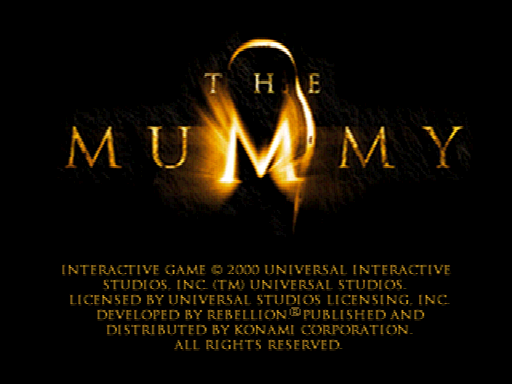 THE
MUMMY
INTERACTIVE GAME © 2000 UNIVERSAL INTERACTIVE
STUDIOS, INC. (TM) UNIVERSAL STUDIOS.
LICENSED BY UNIVERSAL STUDIOS LICENSING, INC.
DEVELOPED BY REBELLION® PUBLISHED AND
DISTRIBUTED BY KONAMI CORPORATION.
ALL RIGHTS RESERVED.